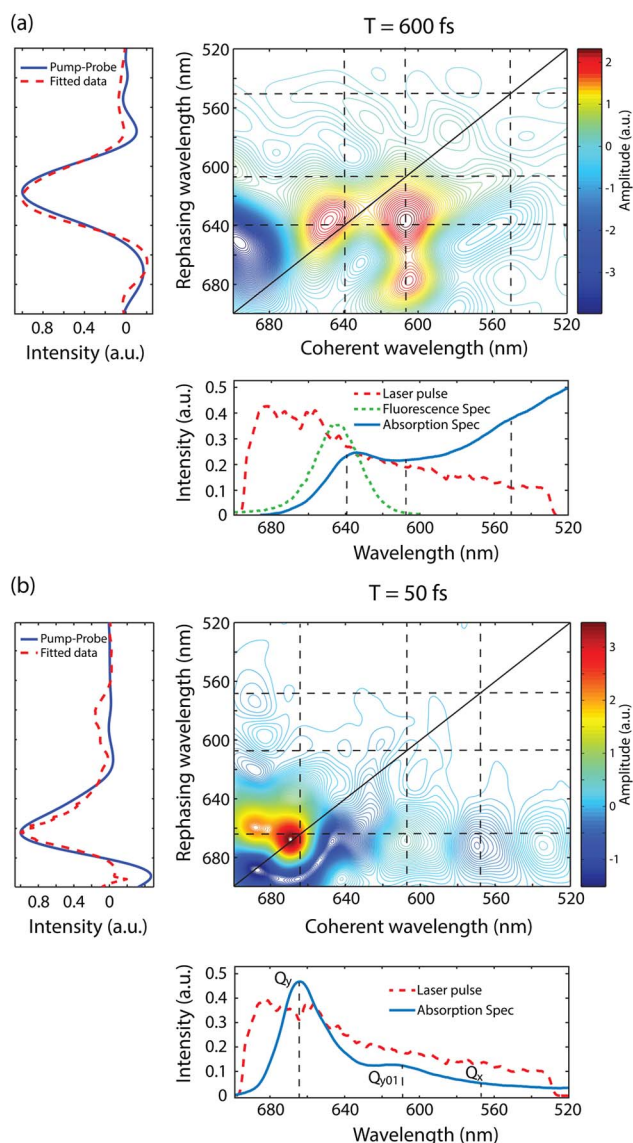 (a)
T = 600 fs
Pump-Probe
Fitted data
0.8 0.4 0
Intensity (a.u.)
520
560
600
640
680
Rephasing wavelength (nm)
680 640 600 560 520
Coherent wavelength (nm)
2
1
0
-1
-2
-3
Amplitude (a.u.)
0.5
0.4
0.3
0.2
0.1
0
Intensity (a.u.)
Laser pulse
Fluorescence Spec
Absorption Spec
680 640 600 560 520
Wavelength (nm)
(b)
T = 50 fs
Pump-Probe
Fitted data
0.8 0.4 0
Intensity (a.u.)
520
560
600
640
680
Rephasing wavelength (nm)
680 640 600 560 520
Coherent wavelength (nm)
3
2
1
0
-1
Amplitude (a.u.)
0.5
0.4
0.3
0.2
0.1
0
Intensity (a.u.)
Qy
Laser pulse
Absorption Spec
Qy01
Qx
680 640 600 560 520
Wavelength (nm)